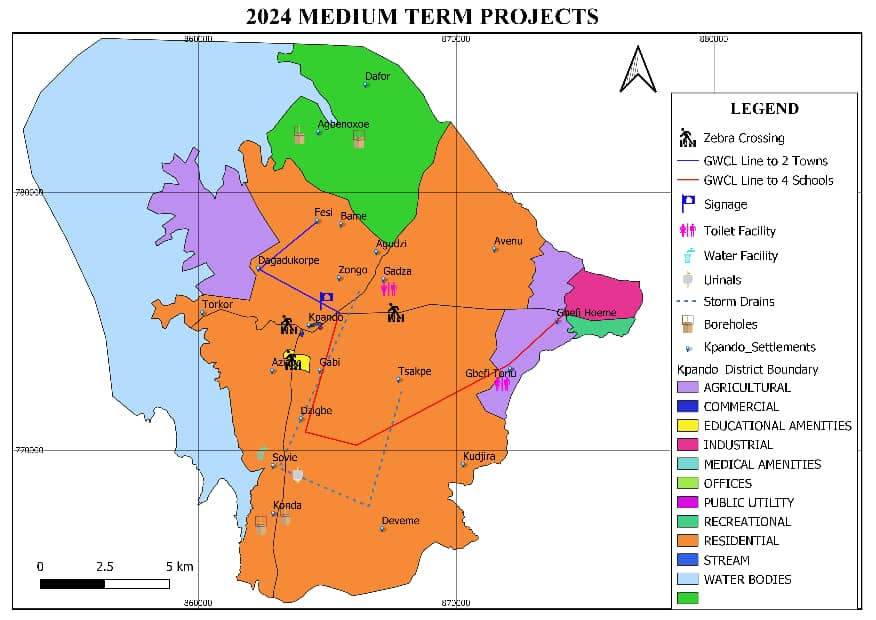 2024 MEDIUM TERM PROJECTS
860000 870000 880000
Dafor
Agbenoxoe
780000
Fesi
Bame
Agudzi
Avenu
Dagadukorpe
Zongo
Gadza
Torkor
Kpando
Gbefi Hoeme
Gabi
Tsakpe
Gbefi Tornu
Dzigbe
770000
Sovie
Kudjira
Konda
Deveme
0 2.5 5 km
860000 870000
LEGEND
Zebra Crossing
GWCL Line to 2 Towns
GWCL Line to 4 Schools
Signage
Toilet Facility
Water Facility
Urinals
Storm Drains
Boreholes
Kpando_Settlements
Kpando District Boundary
AGRICULTURAL
COMMERCIAL
EDUCATIONAL AMENITIES
INDUSTRIAL
MEDICAL AMENITIES
OFFICES
PUBLIC UTILITY
RECREATIONAL
RESIDENTIAL
STREAM
WATER BODIES